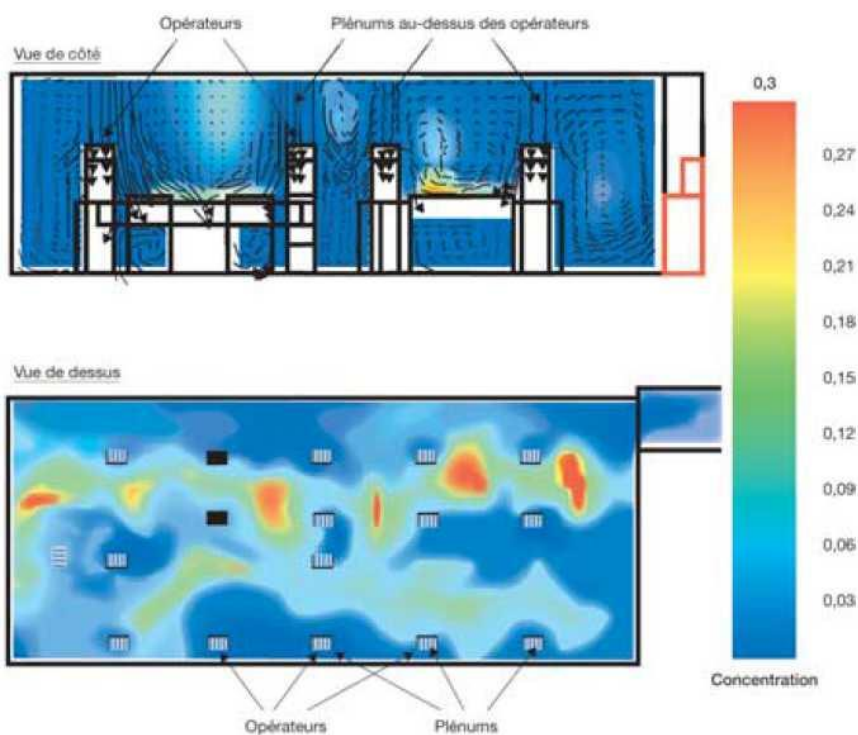 Opérateurs
Plénums au-dessus des opérateurs
Vue de côté
0,3
0,27
0,24
0,21
0,18
0,15
0,12
0,09
0,06
0,03
Concentration
Vue de dessus
Opérateurs
Plénums